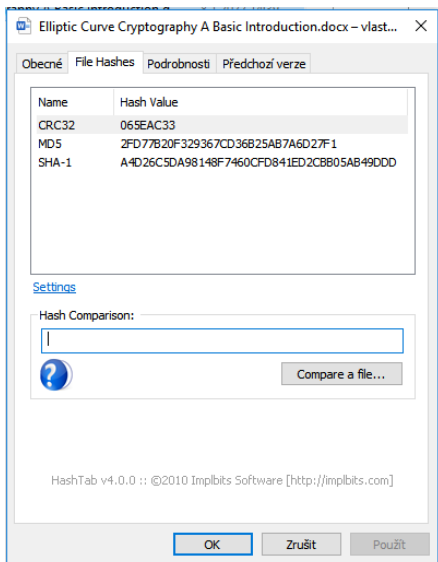 Elliptic Curve Cryptography A Basic Introduction.docx – vlast...
Obecné File Hashes Podrobnosti Předchozí verze
Name Hash Value
CRC32 065EAC33
MD5 2FD77B20F329367CD36B25AB7A6D27F1
SHA-1 A4D26C5DA98148F7460CFD841ED2CBB05AB49DDD
Settings
Hash Comparison:
Compare a file...
HashTab v4.0.0 :: ©2010 Implbits Software [http://implbits.com]
OK Zrušit Použít